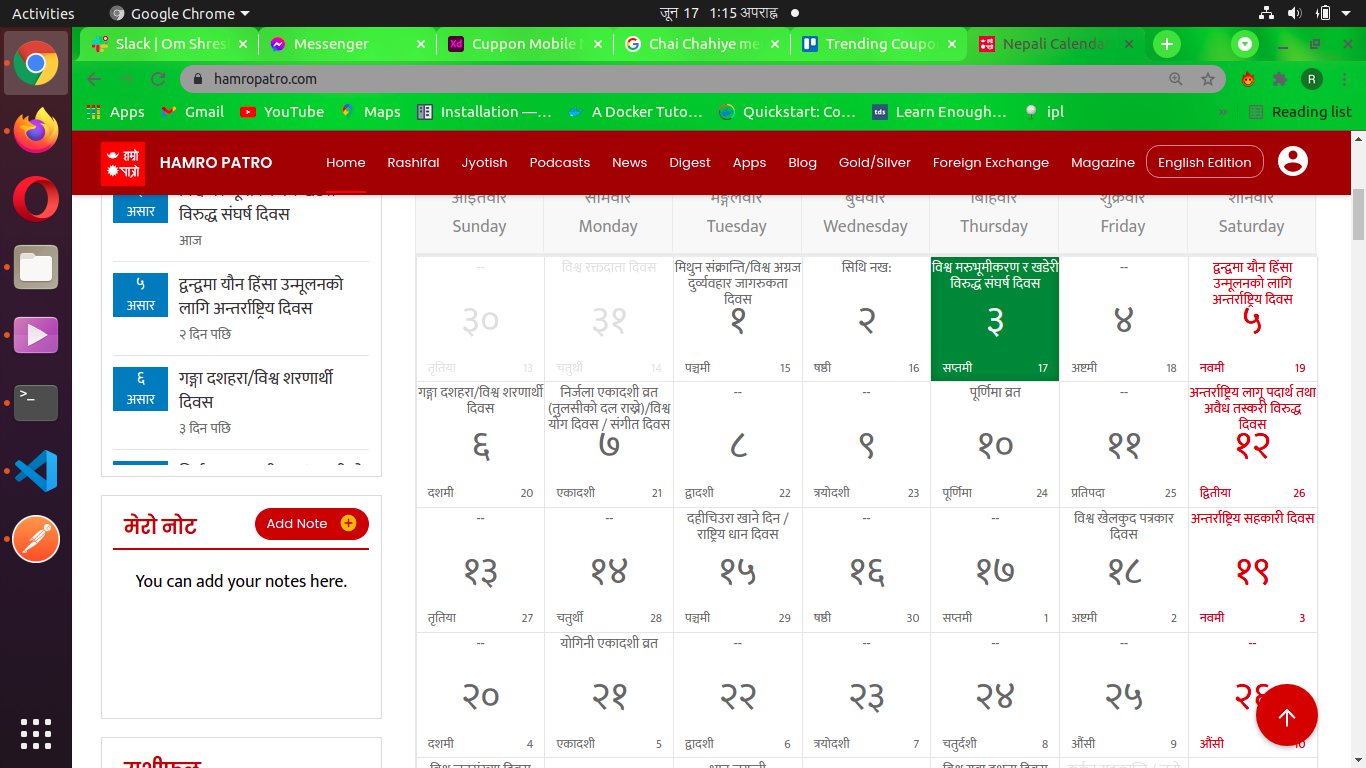 Activities
Google Chrome
जून 17 1:15 अपराह्न
Slack | Om Shres
Messenger
Cuppon Mobile
Chai Chahiye me
Trending Coupo
Nepali Calenda
hamropatro.com
R
Apps
Gmail
YouTube
Maps
Installation —…
A Docker Tuto…
Quickstart: Co…
Learn Enough…
ipl
Reading list
हाम्रो पात्रो
HAMRO PATRO
Home
Rashifal
Jyotish
Podcasts
News
Digest
Apps
Blog
Gold/Silver
Foreign Exchange
Magazine
English Edition
असार
विरुद्ध संघर्ष दिवस
आज
५
असार
द्वन्द्वमा यौन हिंसा उन्मूलनको
लागि अन्तर्राष्ट्रिय दिवस
२ दिन पछि
६
असार
गङ्गा दशहरा/विश्व शरणार्थी
दिवस
३ दिन पछि
मेरो नोट
Add Note
You can add your notes here.
आइतवार सोमवार मङ्गलवार बुधवार बिहिवार शुक्रवार शनिवार
Sunday Monday Tuesday Wednesday Thursday Friday Saturday
--
३०
तृतिया 13
विश्व रक्तदाता दिवस
३१
चतुर्थी 14
मिथुन संक्रान्ति/विश्व अग्रज
दुर्व्यवहार जागरुकता
दिवस
१
पञ्चमी 15
सिथि नख:
२
षष्ठी 16
विश्व मरुभूमीकरण र खडेरी
विरुद्ध संघर्ष दिवस
३
सप्तमी 17
--
४
अष्टमी 18
द्वन्द्वमा यौन हिंसा
उन्मूलनको लागि
अन्तर्राष्ट्रिय दिवस
५
नवमी 19
गङ्गा दशहरा/विश्व शरणार्थी
दिवस
६
दशमी 20
निर्जला एकादशी व्रत
(तुलसीको दल राख्ने)/विश्व
योग दिवस / संगीत दिवस
७
एकादशी 21
--
८
द्वादशी 22
--
९
त्रयोदशी 23
पूर्णिमा व्रत
१०
पूर्णिमा 24
--
११
प्रतिपदा 25
अन्तर्राष्ट्रिय लागू पदार्थ तथा
अवैध तस्करी विरुद्ध
दिवस
१२
द्वितीया 26
--
१३
तृतिया 27
--
१४
चतुर्थी 28
दहीचिउरा खाने दिन /
राष्ट्रिय धान दिवस
१५
पञ्चमी 29
--
१६
षष्ठी 30
--
१७
सप्तमी 1
विश्व खेलकुद पत्रकार
दिवस
१८
अष्टमी 2
अन्तर्राष्ट्रिय सहकारी दिवस
१९
नवमी 3
--
२०
दशमी 4
योगिनी एकादशी व्रत
२१
एकादशी 5
--
२२
द्वादशी 6
--
२३
त्रयोदशी 7
--
२४
चतुर्दशी 8
--
२५
औंसी 9
--
२६
औंसी 10